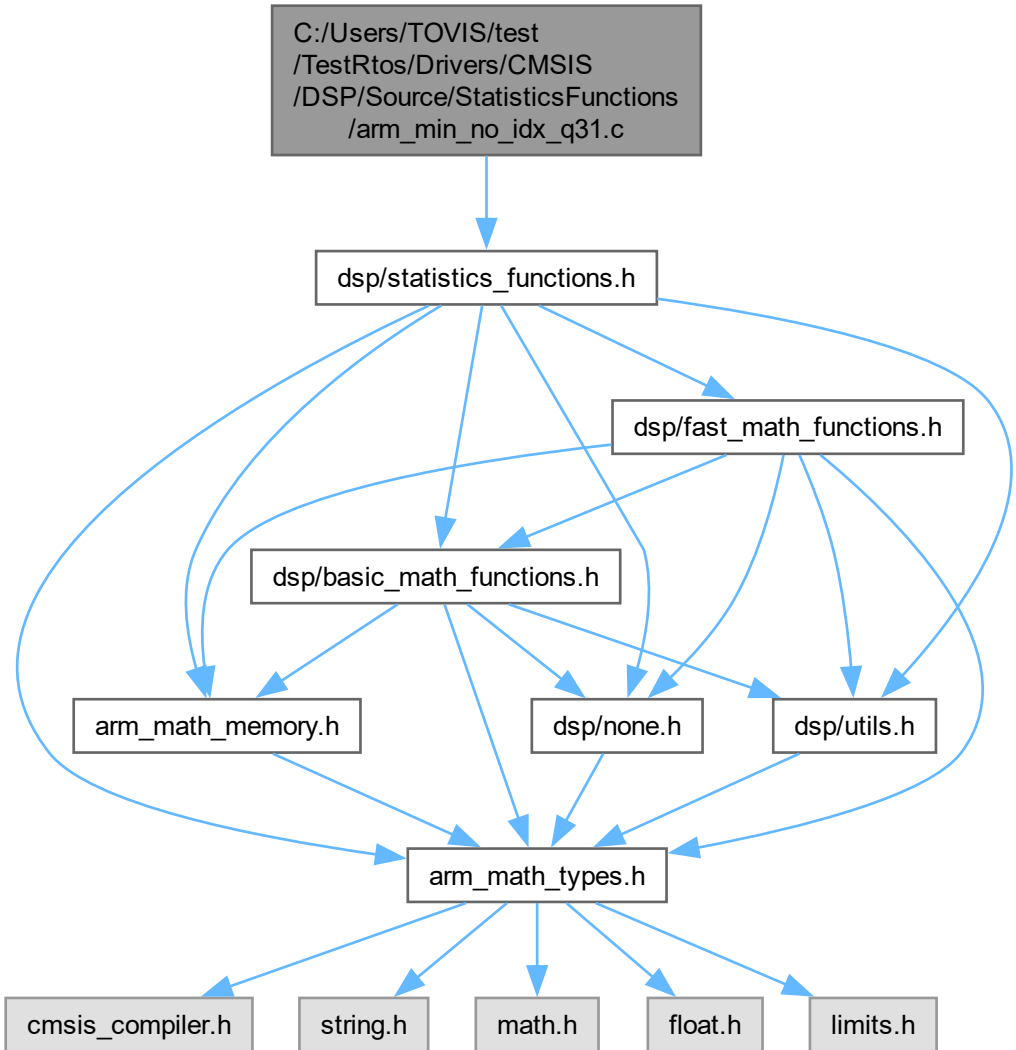 C:/Users/TOVIS/test
/TestRtos/Drivers/CMSIS
/DSP/Source/StatisticsFunctions
/arm_min_no_idx_q31.c
dsp/statistics_functions.h
dsp/fast_math_functions.h
dsp/basic_math_functions.h
arm_math_memory.h
dsp/none.h
dsp/utils.h
arm_math_types.h
cmsis_compiler.h
string.h
math.h
float.h
limits.h